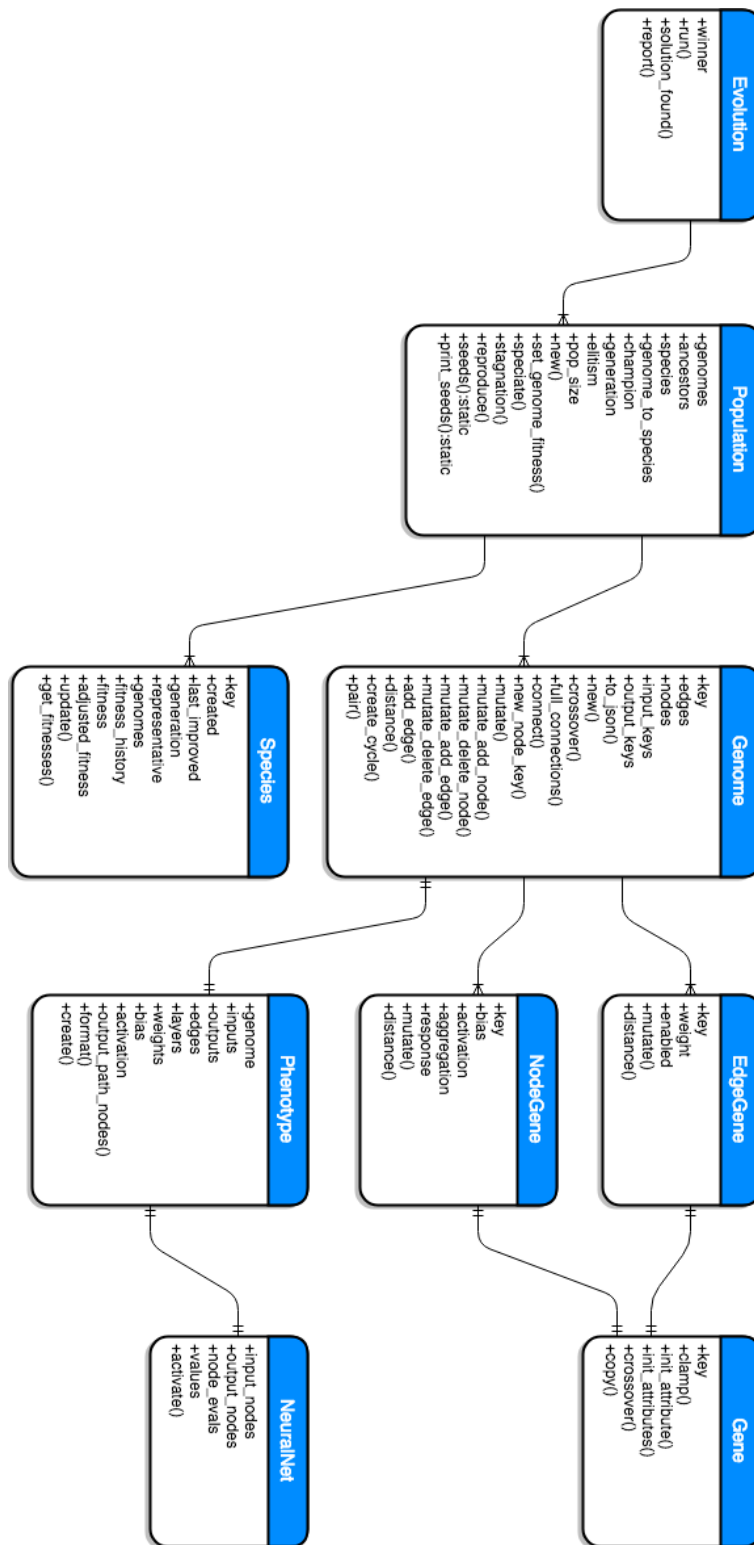 Evolution
+winner
+run()
+solution_found()
+report()
Population
+genomes
+ancestors
+species
+genome_to_species
+champion
+generation
+elitism
+pop_size
+new()
+set_genome_fitness()
+speciate()
+stagnation()
+reproduce()
+seeds():static
+print_seeds():static
Genome
+key
+edges
+nodes
+input_keys
+output_keys
+to_json()
+new()
+crossover()
+full_connections()
+connect()
+new_node_key()
+mutate()
+mutate_add_node()
+mutate_delete_node()
+mutate_add_edge()
+mutate_delete_edge()
+add_edge()
+distance()
+create_cycle()
+pair()
Species
+key
+created
+last_improved
+generation
+representative
+genomes
+fitness_history
+fitness
+adjusted_fitness
+update()
+get_fitnesses()
EdgeGene
+key
+weight
+enabled
+mutate()
+distance()
NodeGene
+key
+bias
+activation
+aggregation
+response
+mutate()
+distance()
Phenotype
+genome
+inputs
+outputs
+edges
+layers
+weights
+bias
+activation
+output_path_nodes()
+format()
+create()
Gene
+key
+clamp()
+init_attribute()
+init_attributes()
+crossover()
+copy()
NeuralNet
+input_nodes
+output_nodes
+node_evals
+values
+activate()